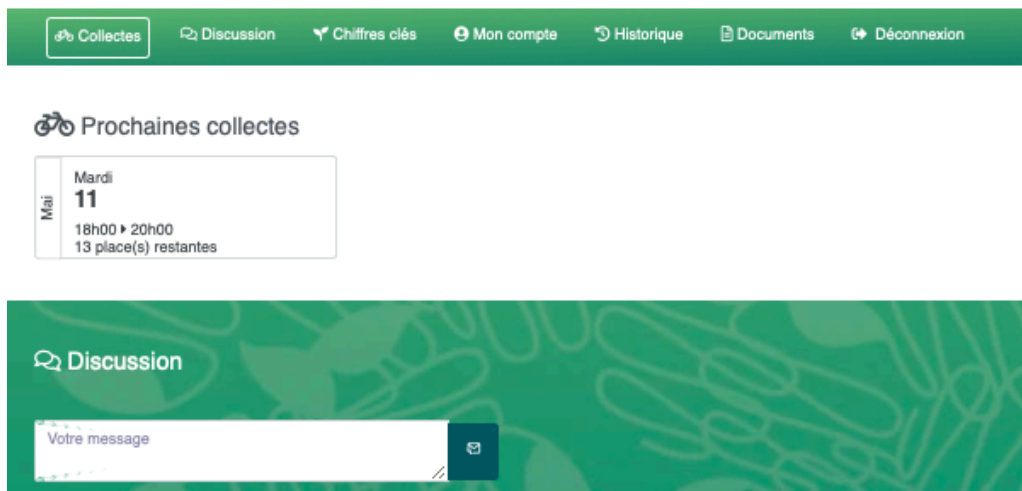 Collectes Discussion Chiffres clés Mon compte Historique Documents Déconnexion
Prochaines collectes
Mai
Mardi
11
18h00 ▸ 20h00
13 place(s) restantes
Discussion
Votre message